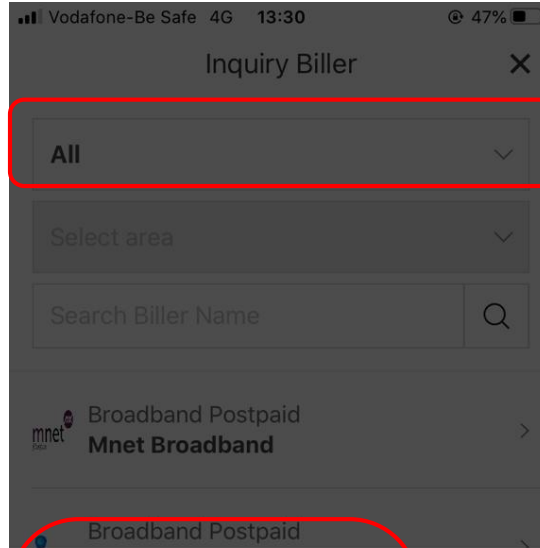 Vodafone-Be Safe 4G 13:30 47%
Inquiry Biller
All
Select area
Search Biller Name
mnet
Broadband Postpaid
Mnet Broadband
Broadband Postpaid